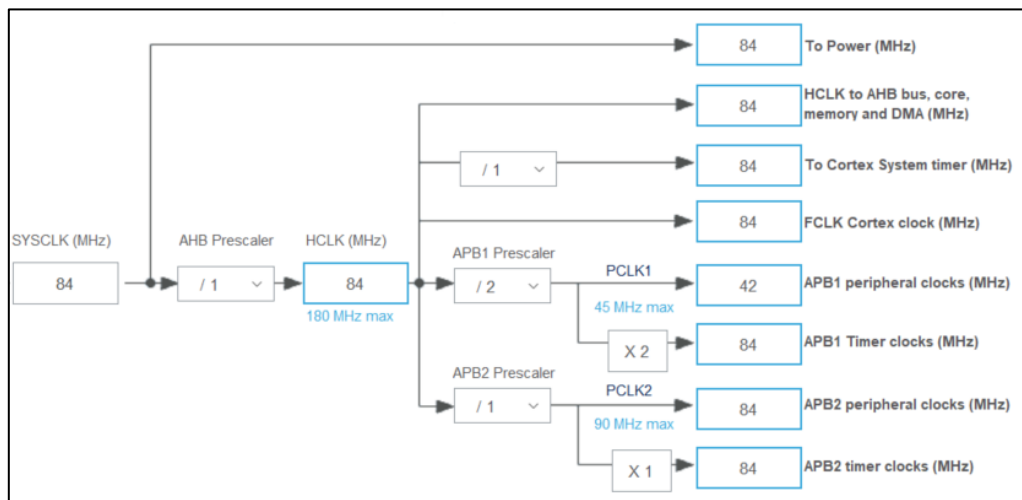 84
To Power (MHz)
84
HCLK to AHB bus, core,
memory and DMA (MHz)
/ 1
84
To Cortex System timer (MHz)
84
FCLK Cortex clock (MHz)
SYSCLK (MHz)
AHB Prescaler
HCLK (MHz)
APB1 Prescaler
84
/ 1
84
180 MHz max
/ 2
PCLK1
45 MHz max
42
APB1 peripheral clocks (MHz)
X 2
84
APB1 Timer clocks (MHz)
APB2 Prescaler
/ 1
PCLK2
90 MHz max
84
APB2 peripheral clocks (MHz)
X 1
84
APB2 timer clocks (MHz)